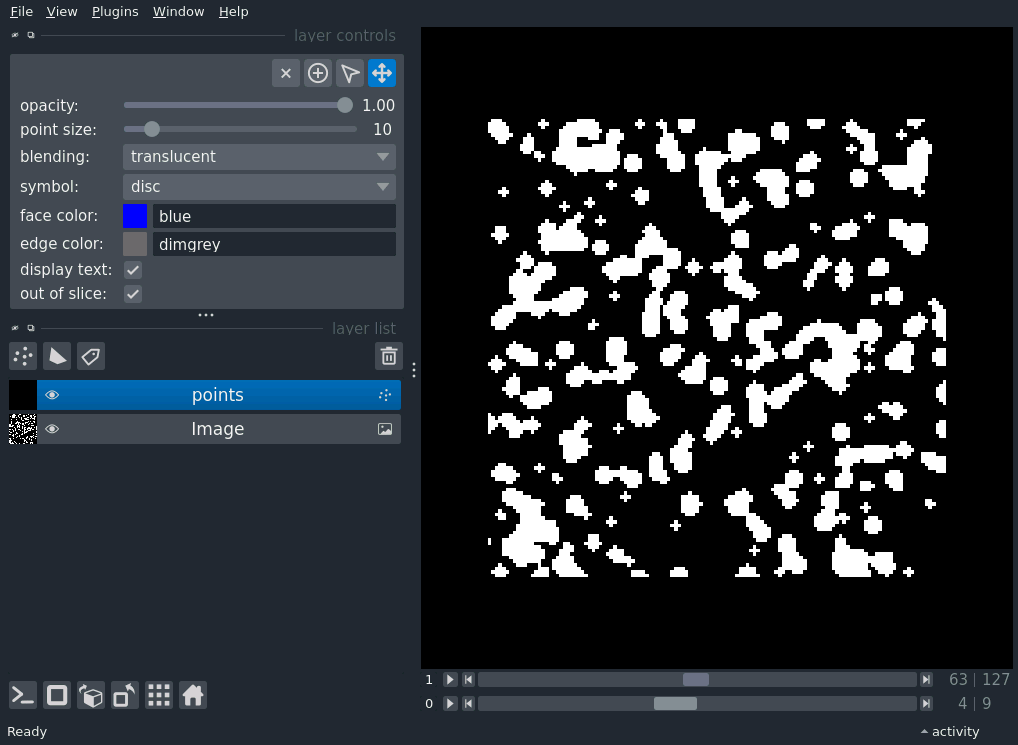 File View Plugins Window Help
layer controls
opacity: 1.00
point size: 10
blending: translucent
symbol: disc
face color: blue
edge color: dimgrey
display text:
out of slice:
layer list
points
Image
1 63 | 127
0 4 | 9
Ready activity